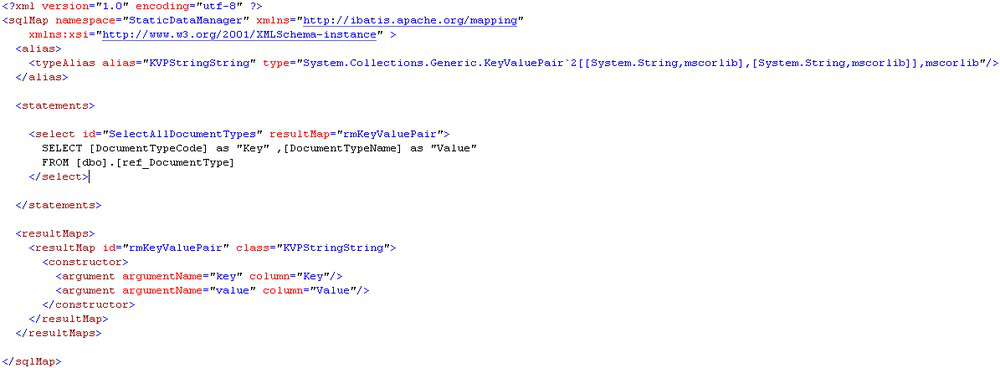 <?xml version="1.0" encoding="utf-8" ?>
<sqlMap namespace="StaticDataManager" xmlns="http://ibatis.apache.org/mapping"
xmlns:xsi="http://www.w3.org/2001/XMLSchema-instance" >
<alias>
<typeAlias alias="KVPStringString" type="System.Collections.Generic.KeyValuePair`2[[System.String,mscorlib],[System.String,mscorlib]],mscorlib"/>
</alias>
<statements>
<select id="SelectAllDocumentTypes" resultMap="rmKeyValuePair">
SELECT [DocumentTypeCode] as "Key" ,[DocumentTypeName] as "Value"
FROM [dbo].[ref_DocumentType]
</select>
</statements>
<resultMaps>
<resultMap id="rmKeyValuePair" class="KVPStringString">
<constructor>
<argument argumentName="key" column="Key"/>
<argument argumentName="value" column="Value"/>
</constructor>
</resultMap>
</resultMaps>
</sqlMap>